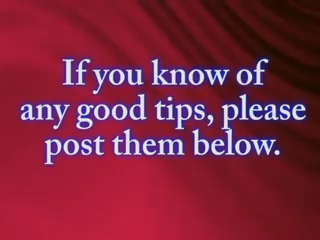 If you know of
any good tips, please
post them below.